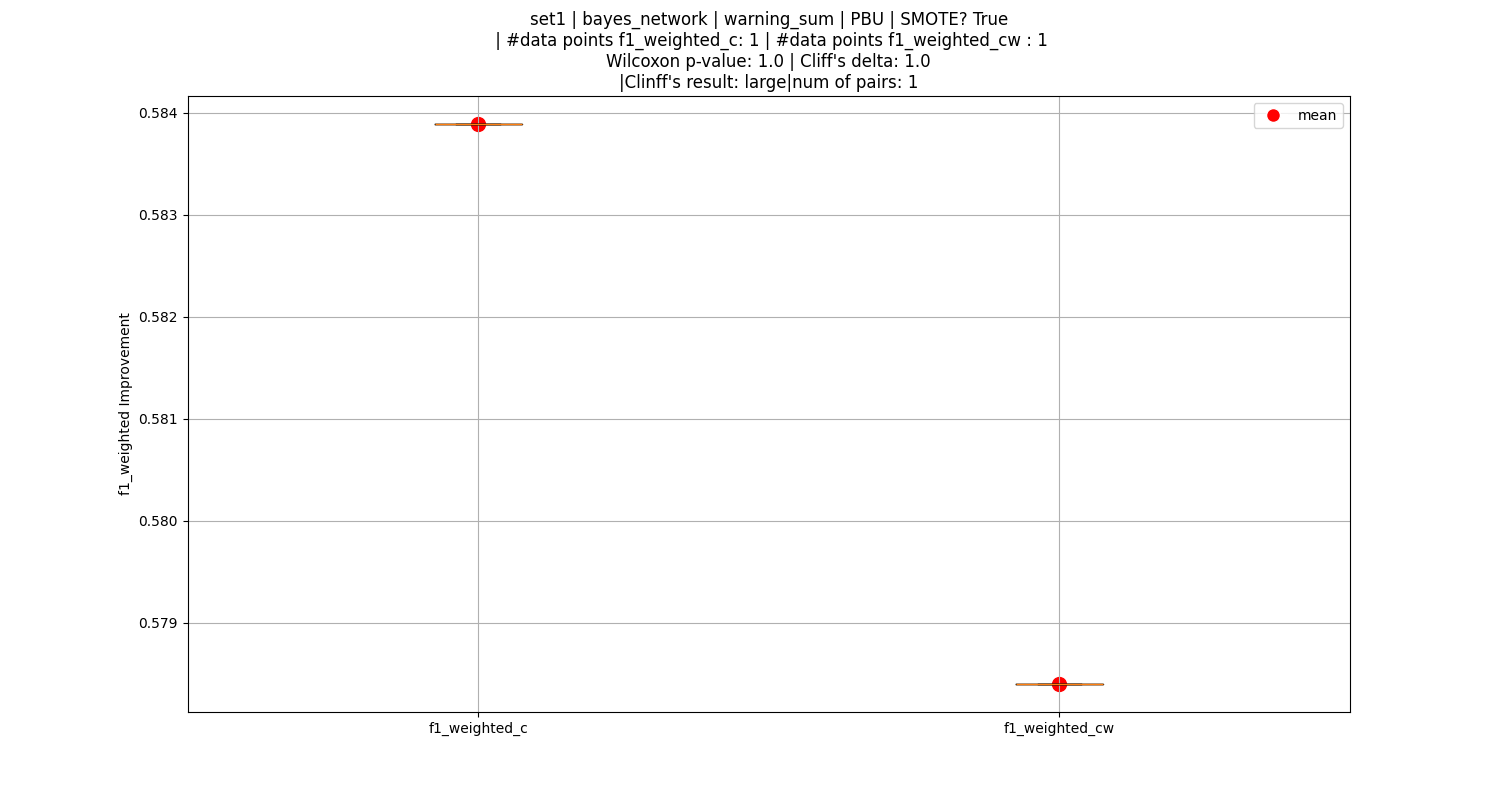 set1 | bayes_network | warning_sum | PBU | SMOTE? True
| #data points f1_weighted_c: 1 | #data points f1_weighted_cw : 1
Wilcoxon p-value: 1.0 | Cliff's delta: 1.0
|Clinff's result: large|num of pairs: 1
mean
0.584
0.583
0.582
0.581
0.580
0.579
f1_weighted Improvement
f1_weighted_c
f1_weighted_cw